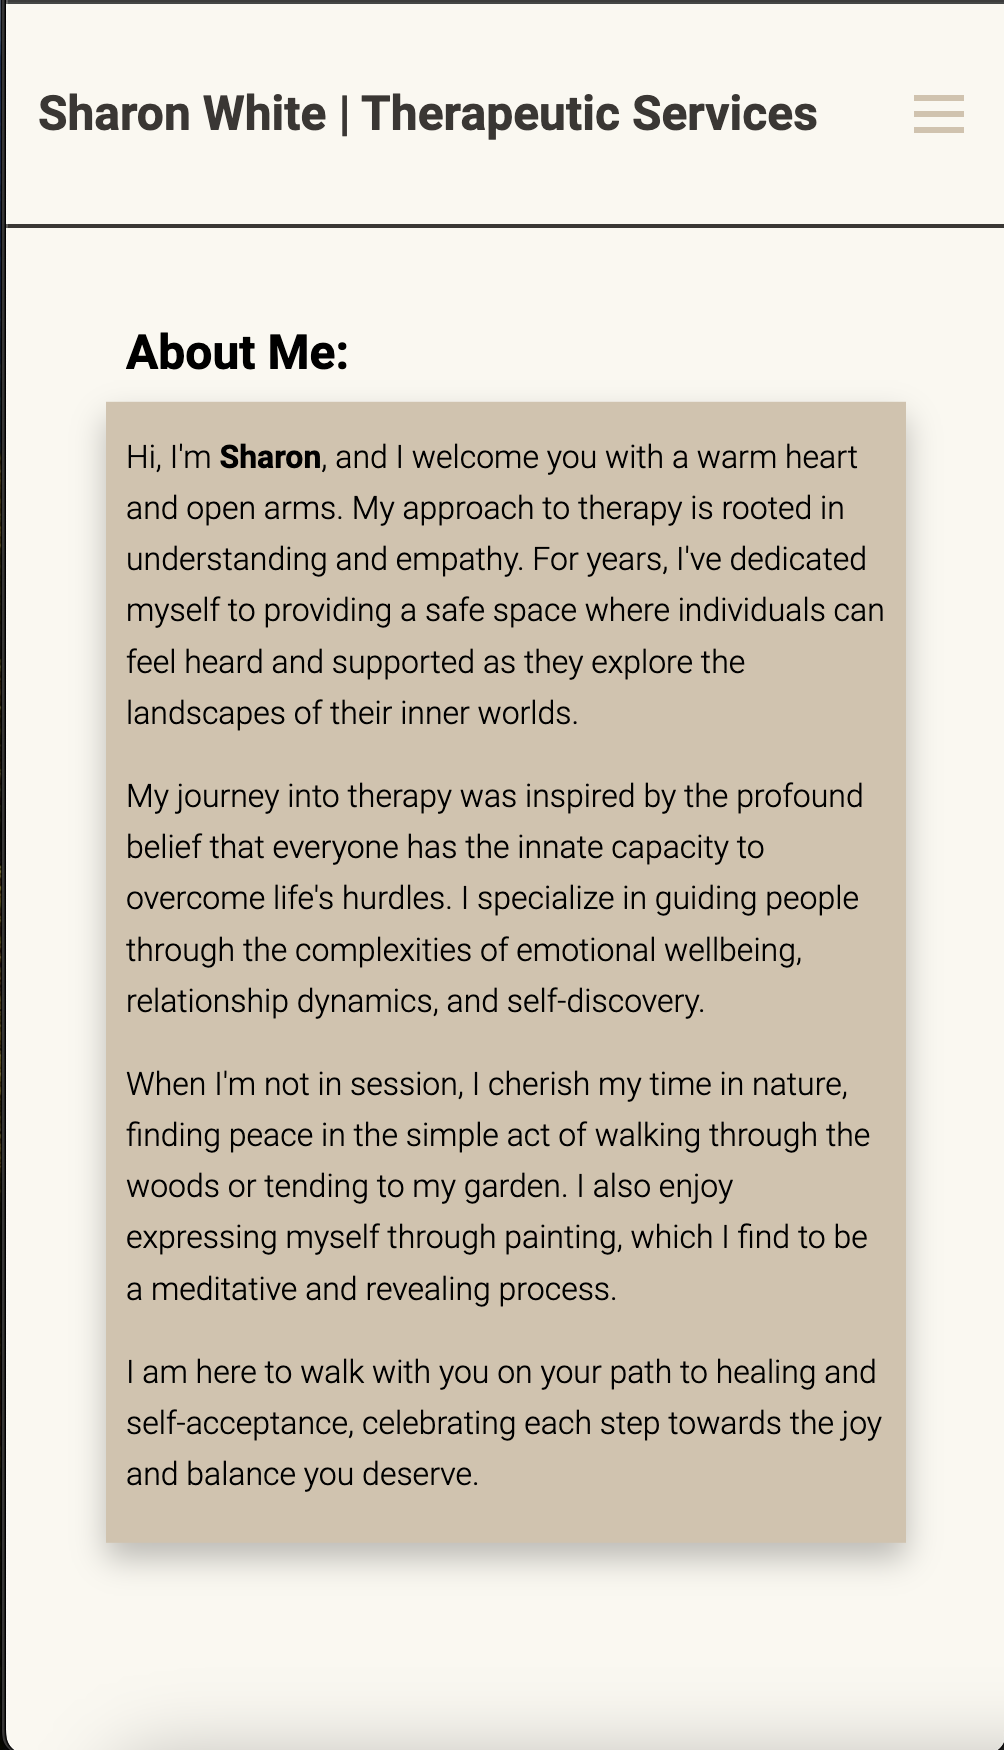 Sharon White | Therapeutic Services
About Me:
Hi, I'm Sharon, and I welcome you with a warm heart
and open arms. My approach to therapy is rooted in
understanding and empathy. For years, I've dedicated
myself to providing a safe space where individuals can
feel heard and supported as they explore the
landscapes of their inner worlds.
My journey into therapy was inspired by the profound
belief that everyone has the innate capacity to
overcome life's hurdles. I specialize in guiding people
through the complexities of emotional wellbeing,
relationship dynamics, and self-discovery.
When I'm not in session, I cherish my time in nature,
finding peace in the simple act of walking through the
woods or tending to my garden. I also enjoy
expressing myself through painting, which I find to be
a meditative and revealing process.
I am here to walk with you on your path to healing and
self-acceptance, celebrating each step towards the joy
and balance you deserve.